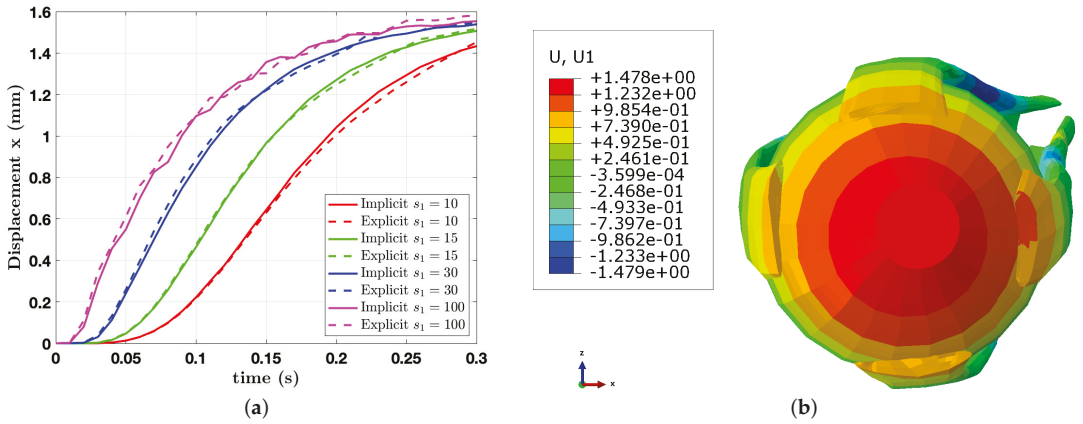 Displacement x (mm)
1.6
1.4
1.2
1
0.8
0.6
0.4
0.2
0
0
0.05
0.1
0.15
0.2
0.25
0.3
time (s)
Implicit s₁ = 10
Explicit s₁ = 10
Implicit s₁ = 15
Explicit s₁ = 15
Implicit s₁ = 30
Explicit s₁ = 30
Implicit s₁ = 100
Explicit s₁ = 100
(a)
U, U1
+1.478e+00
+1.232e+00
+9.854e-01
+7.390e-01
+4.925e-01
+2.461e-01
-3.599e-04
-2.468e-01
-4.933e-01
-7.397e-01
-9.862e-01
-1.233e+00
-1.479e+00
z
x
(b)